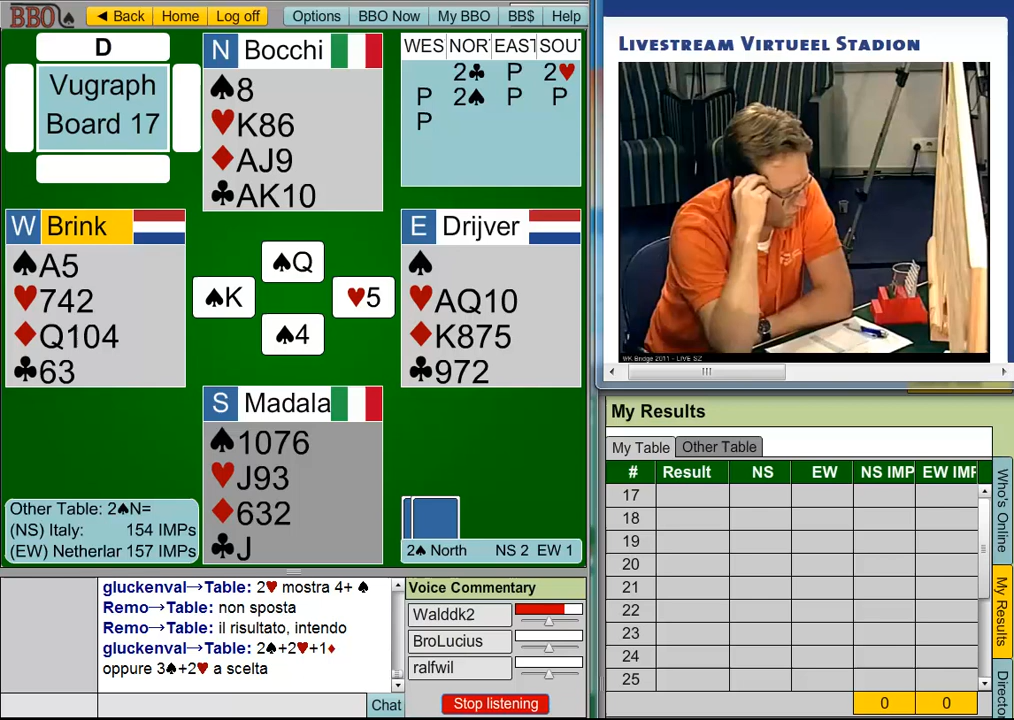 BBO ◄ Back Home Log off Options BBO Now My BBO BB$ Help
D
Vugraph
Board 17
N Bocchi
♠8
♥K86
♦AJ9
♣AK10
WES NOR EAST SOU
2♣ P 2♥
P 2♠ P P
P
W Brink
♠A5
♥742
♦Q104
♣63
♠Q
♠K
♥5
♠4
E Drijver
♠
♥AQ10
♦K875
♣972
S Madala
♠1076
♥J93
♦632
♣J
Other Table: 2♠N=
(NS) Italy: 154 IMPs
(EW) Netherlar 157 IMPs
2♠ North NS 2 EW 1
gluckenval→Table: 2♥ mostra 4+ ♠
Remo→Table: non sposta
Remo→Table: il risultato, intendo
gluckenval→Table: 2♠+2♥+1♦
oppure 3♠+2♥ a scelta
Chat
Voice Commentary
Walddk2
BroLucius
ralfwil
Stop listening
Livestream Virtueel Stadion
WK Bridge 2011 - LIVE SZ
My Results
My Table Other Table
# Result NS EW NS IMP EW IMF
17
18
19
20
21
22
23
24
25
0 0
Who's Online
My Results
Director